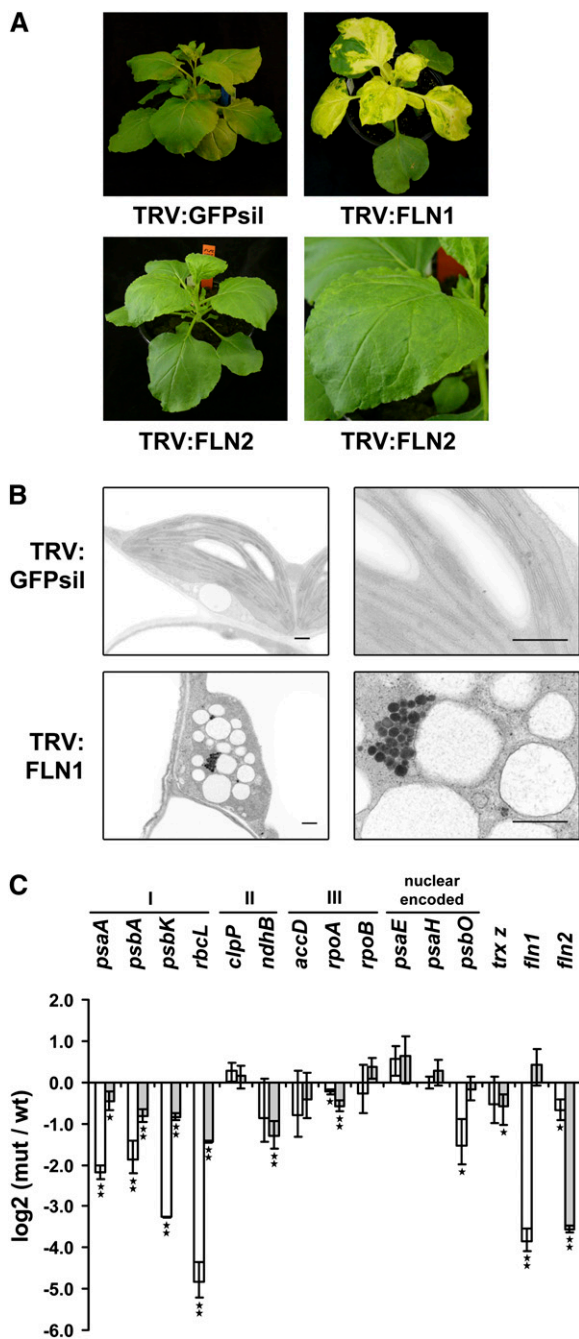 A
TRV:GFPsil
TRV:FLN1
TRV:FLN2
TRV:FLN2
B
TRV:
GFPsil
TRV:
FLN1
C
I
II
III
nuclear
encoded
psaA
psbA
psbK
rbcL
clpP
ndhB
accD
rpoA
rpoB
psaE
psaH
psbO
trx z
fln1
fln2
log2 (mut / wt)
2.0
1.0
0.0
-1.0
-2.0
-3.0
-4.0
-5.0
-6.0